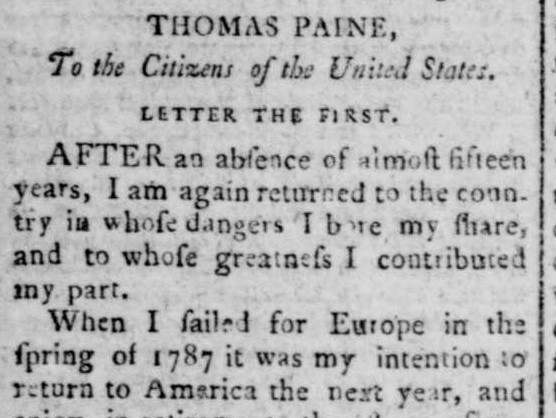 THOMAS PAINE,
To the Citizens of the United States.
LETTER THE FIRST.
AFTER an abſence of almoſt fifteen
years, I am again returned to the coun-
try in whoſe dangers I bore my ſhare,
and to whoſe greatneſs I contributed
my part.
When I ſailed for Europe in the
ſpring of 1787 it was my intention to
return to America the next year, and